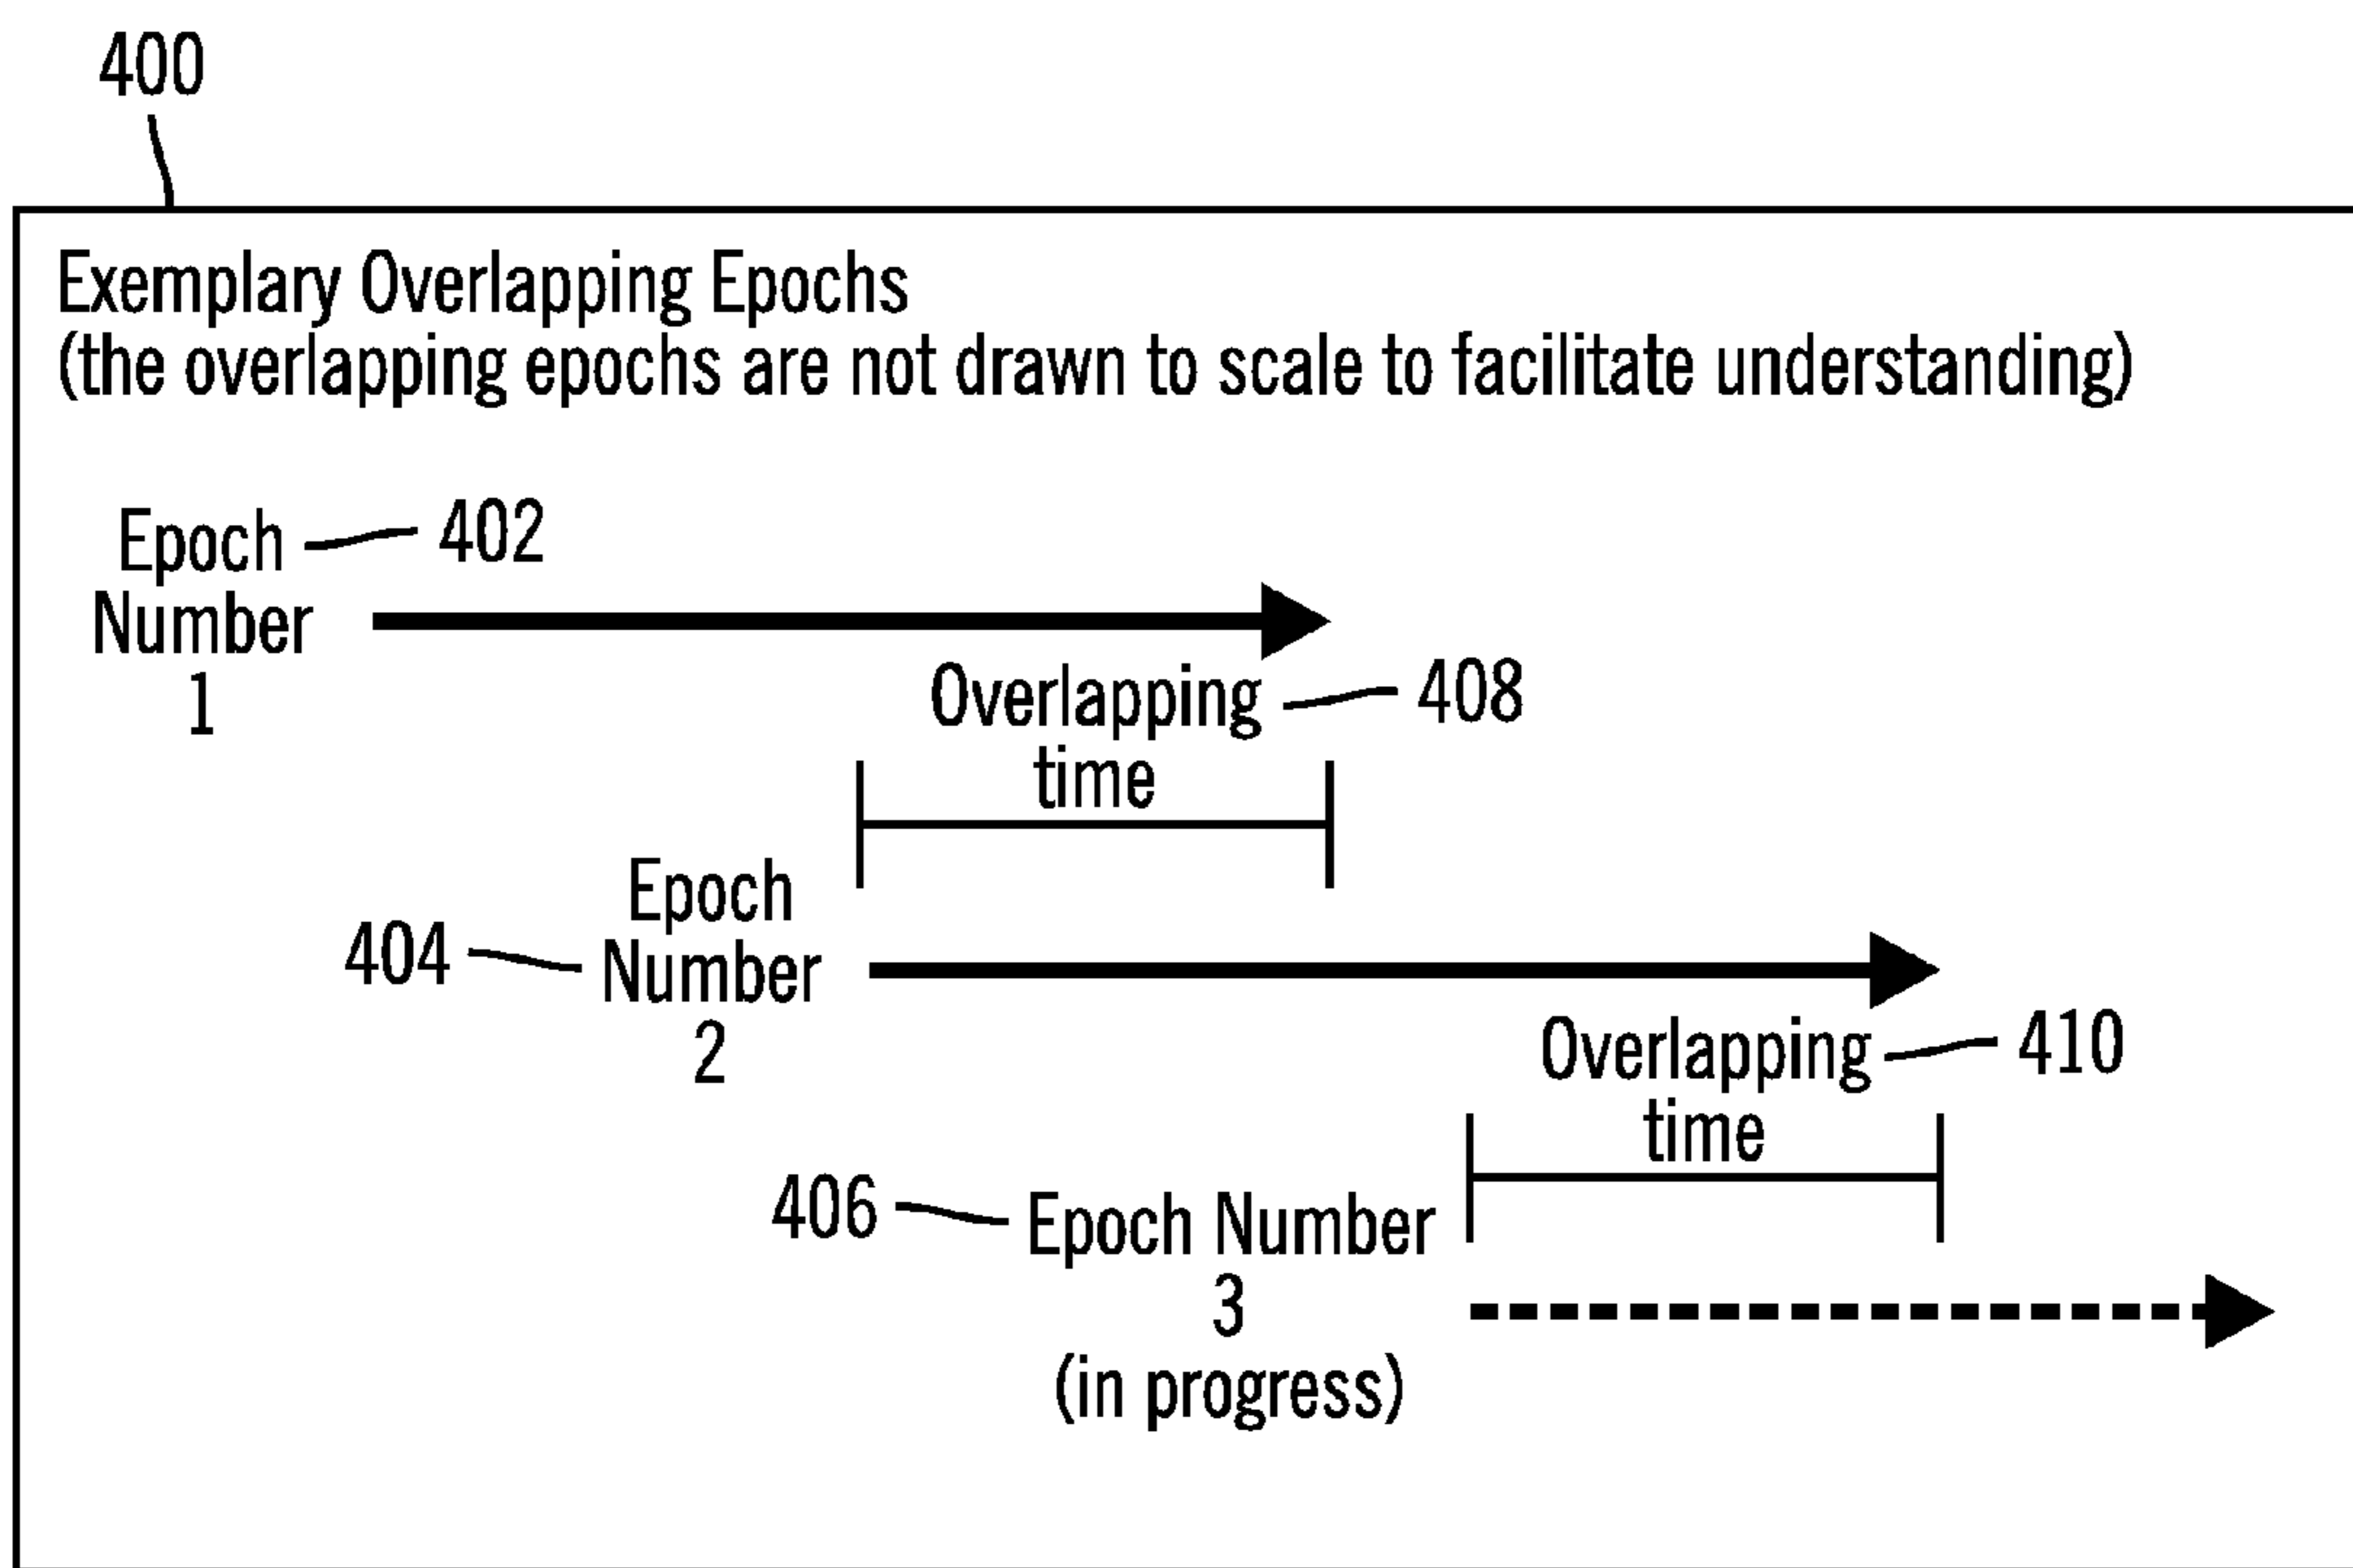 400
Exemplary Overlapping Epochs
(the overlapping epochs are not drawn to scale to facilitate understanding)
Epoch 402
Number
1
Overlapping 408
time
Epoch
404 Number
2
Overlapping 410
time
406 Epoch Number
3
(in progress)